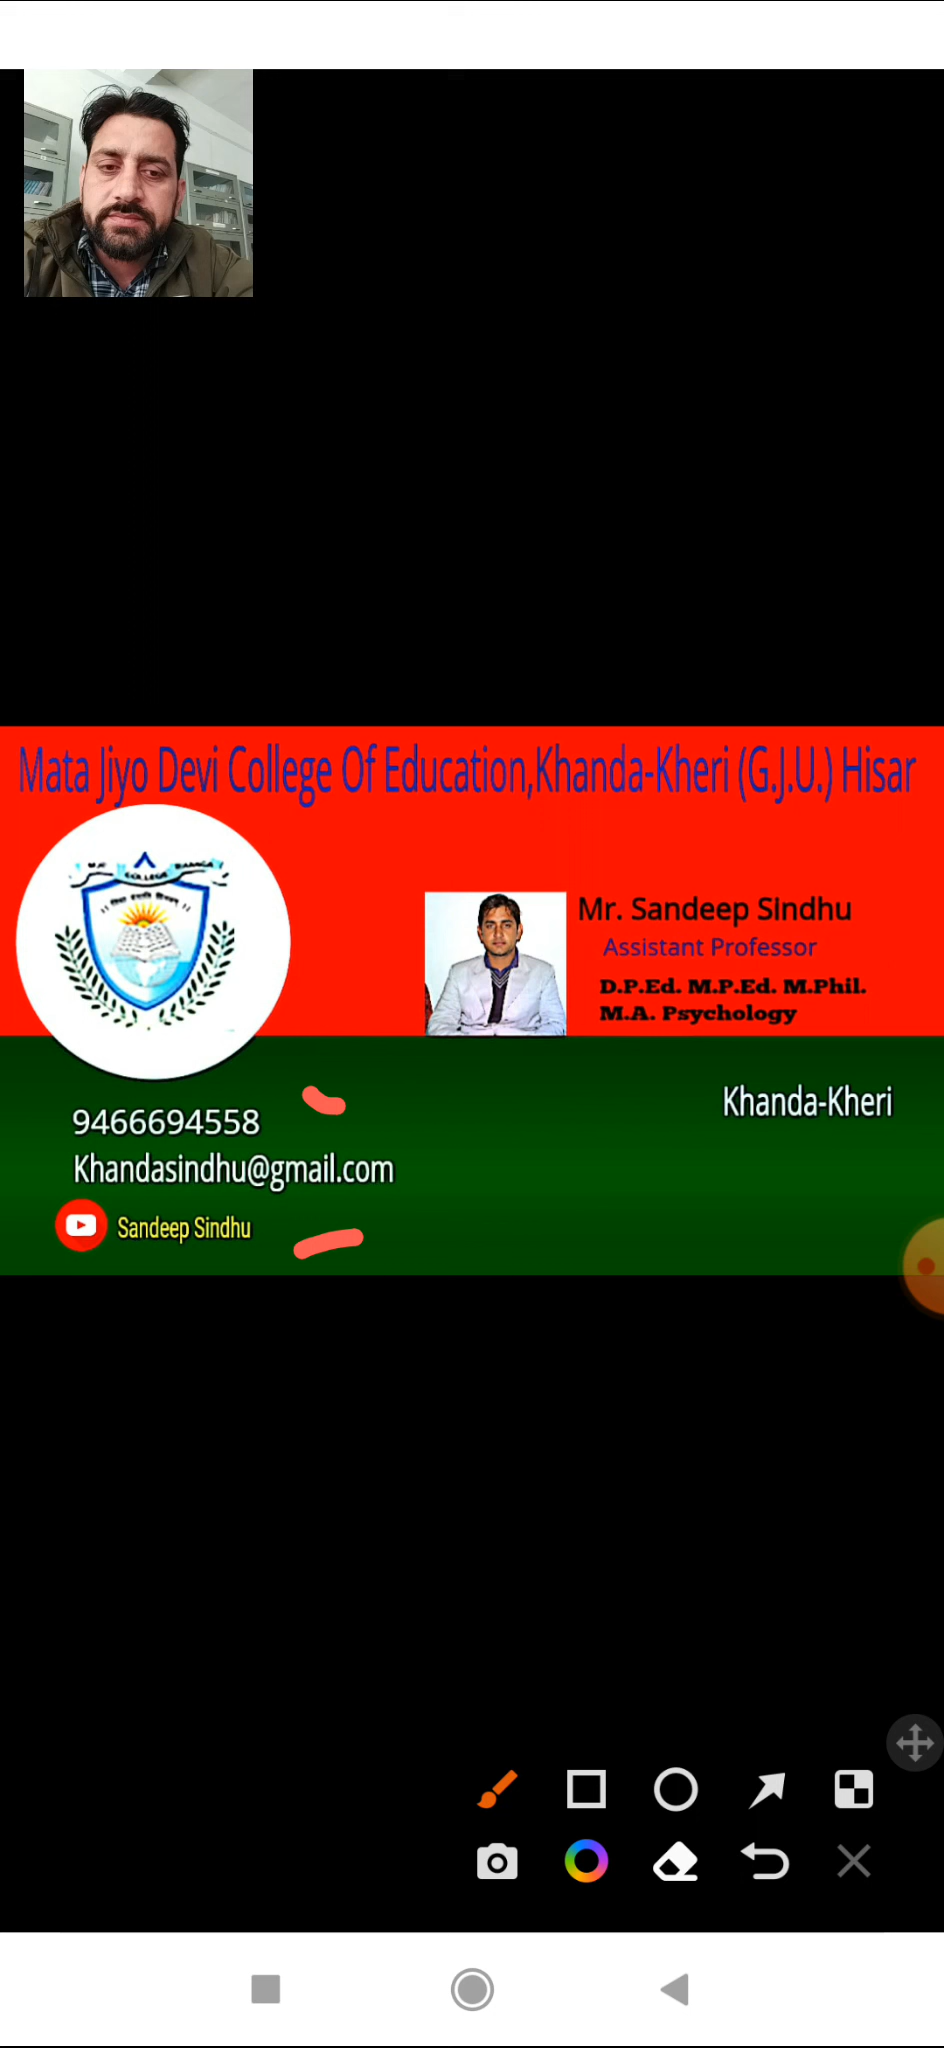 Mata Jiyo Devi College Of Education,Khanda-Kheri (G.J.U.) Hisar
COLLEGE
Mr. Sandeep Sindhu
Assistant Professor
D.P.Ed. M.P.Ed. M.Phil.
M.A. Psychology
9466694558
Khanda-Kheri
Khandasindhu@gmail.com
Sandeep Sindhu